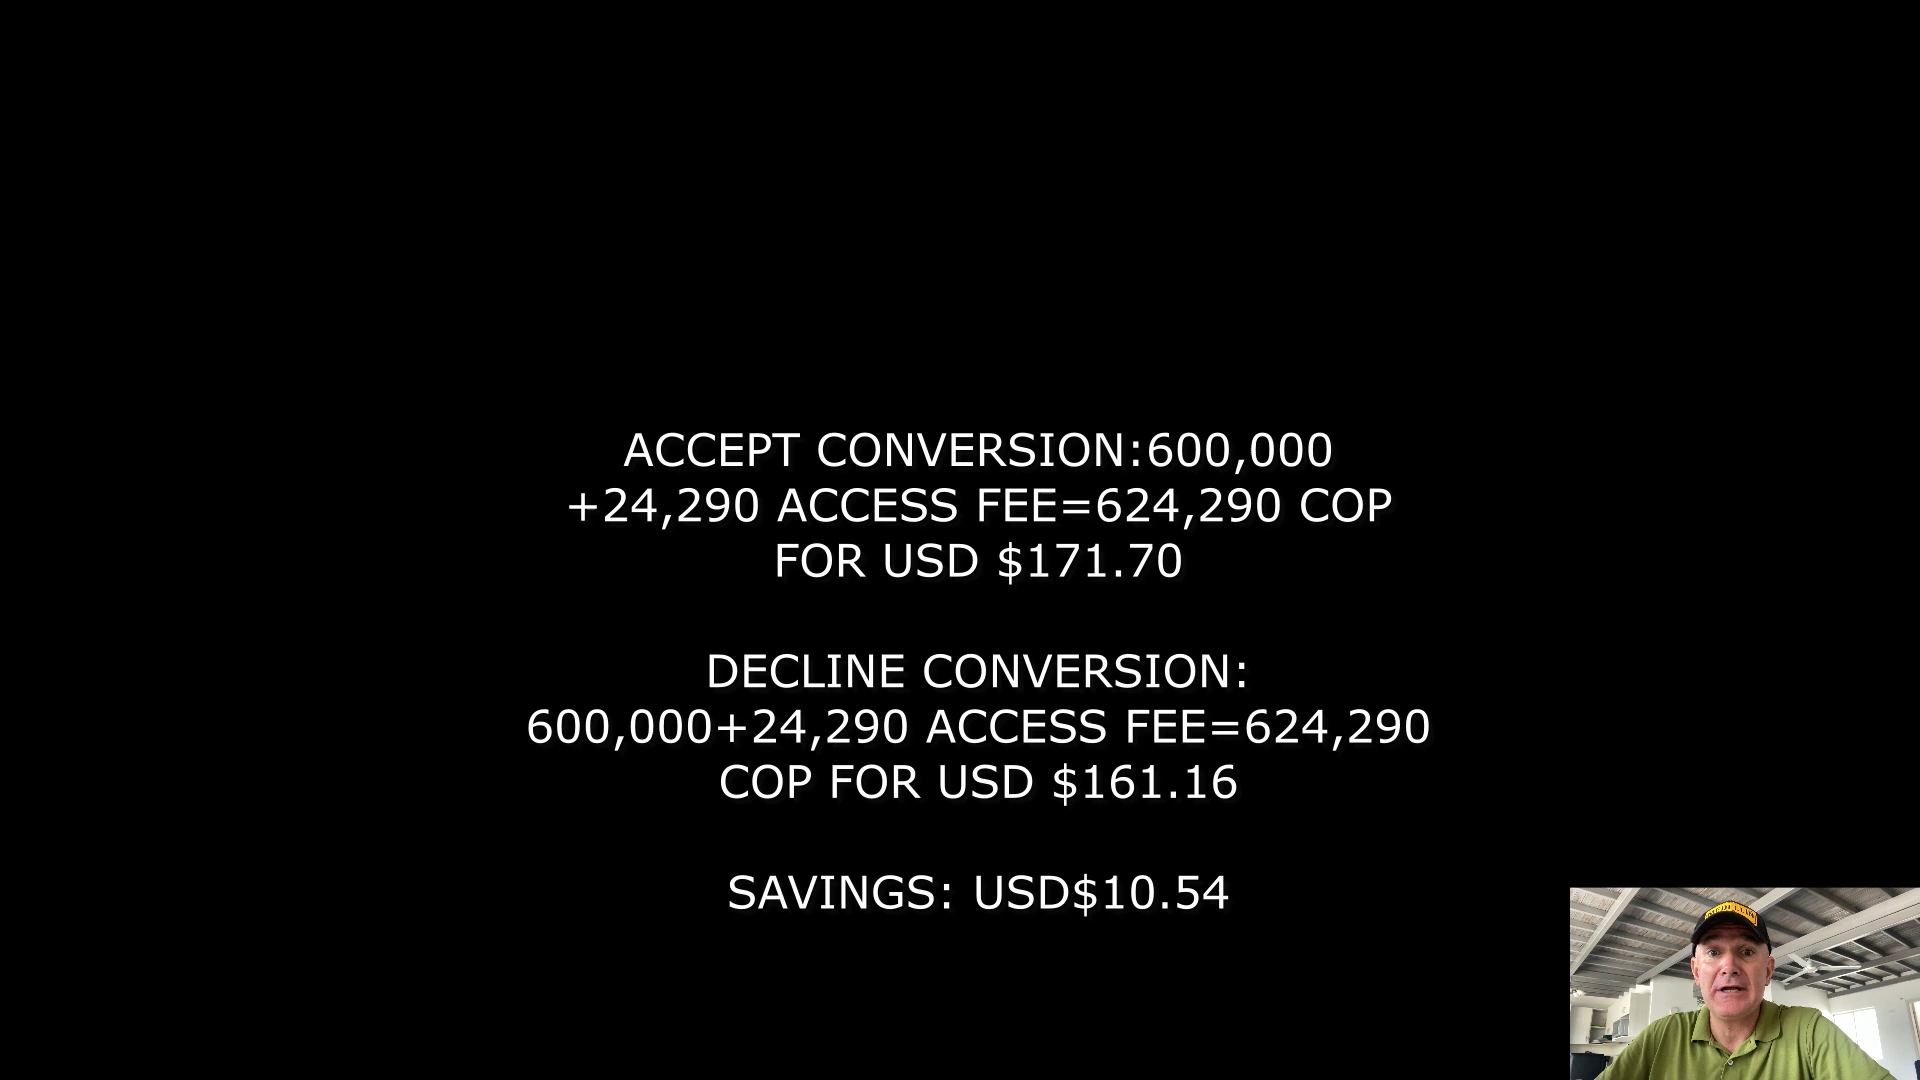 ACCEPT CONVERSION:600,000
+24,290 ACCESS FEE=624,290 COP
FOR USD $171.70
DECLINE CONVERSION:
600,000+24,290 ACCESS FEE=624,290
COP FOR USD $161.16
SAVINGS: USD$10.54
MEDELLIN